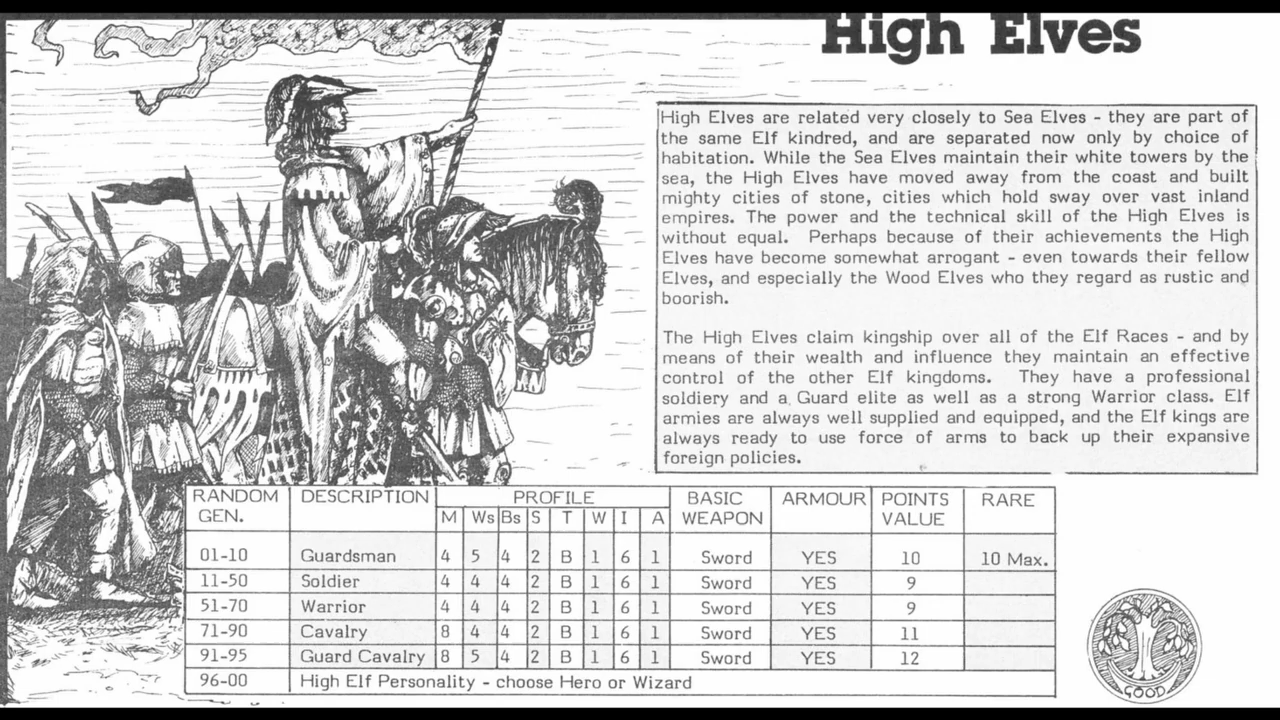 High Elves
High Elves are related very closely to Sea Elves - they are part of
the same Elf kindred, and are separated now only by choice of
habitation. While the Sea Elves maintain their white towers by the
sea, the High Elves have moved away from the coast and built
mighty cities of stone, cities which hold sway over vast inland
empires. The power and the technical skill of the High Elves is
without equal. Perhaps because of their achievements the High
Elves have become somewhat arrogant - even towards their fellow
Elves, and especially the Wood Elves who they regard as rustic and
boorish.
The High Elves claim kingship over all of the Elf Races - and by
means of their wealth and influence they maintain an effective
control of the other Elf kingdoms. They have a professional
soldiery and a Guard elite as well as a strong Warrior class. Elf
armies are always well supplied and equipped, and the Elf kings are
always ready to use force of arms to back up their expansive
foreign policies.
RANDOM GEN. DESCRIPTION PROFILE BASIC WEAPON ARMOUR POINTS VALUE RARE
M Ws Bs S T W I A
01-10 Guardsman 4 5 4 2 B 1 6 1 Sword YES 10 10 Max.
11-50 Soldier 4 4 4 2 B 1 6 1 Sword YES 9
51-70 Warrior 4 4 4 2 B 1 6 1 Sword YES 9
71-90 Cavalry 8 4 4 2 B 1 6 1 Sword YES 11
91-95 Guard Cavalry 8 5 4 2 B 1 6 1 Sword YES 12
96-00 High Elf Personality - choose Hero or Wizard
GOOD